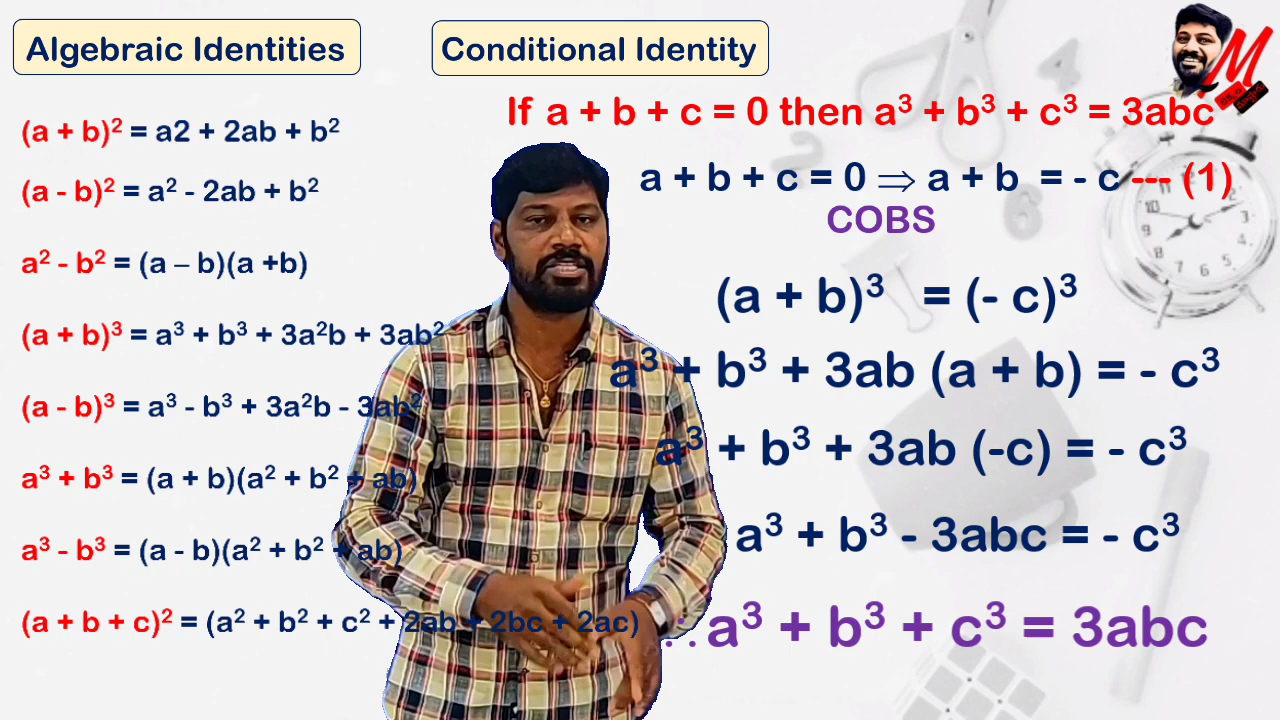 Algebraic Identities
(a + b)² = a2 + 2ab + b²
(a - b)² = a² - 2ab + b²
a² - b² = (a – b)(a +b)
(a + b)³ = a³ + b³ + 3a²b + 3ab²
(a - b)³ = a³ - b³ + 3a²b - 3ab²
a³ + b³ = (a + b)(a² + b² + ab)
a³ - b³ = (a - b)(a² + b² + ab)
(a + b + c)² = (a² + b² + c² + 2ab + 2bc + 2ac)
Conditional Identity
If a + b + c = 0 then a³ + b³ + c³ = 3abc
a + b + c = 0 ⇒ a + b = - c --- (1)
COBS
(a + b)³ = (- c)³
a³ + b³ + 3ab (a + b) = - c³
a³ + b³ + 3ab (-c) = - c³
a³ + b³ - 3abc = - c³
∴ a³ + b³ + c³ = 3abc
M